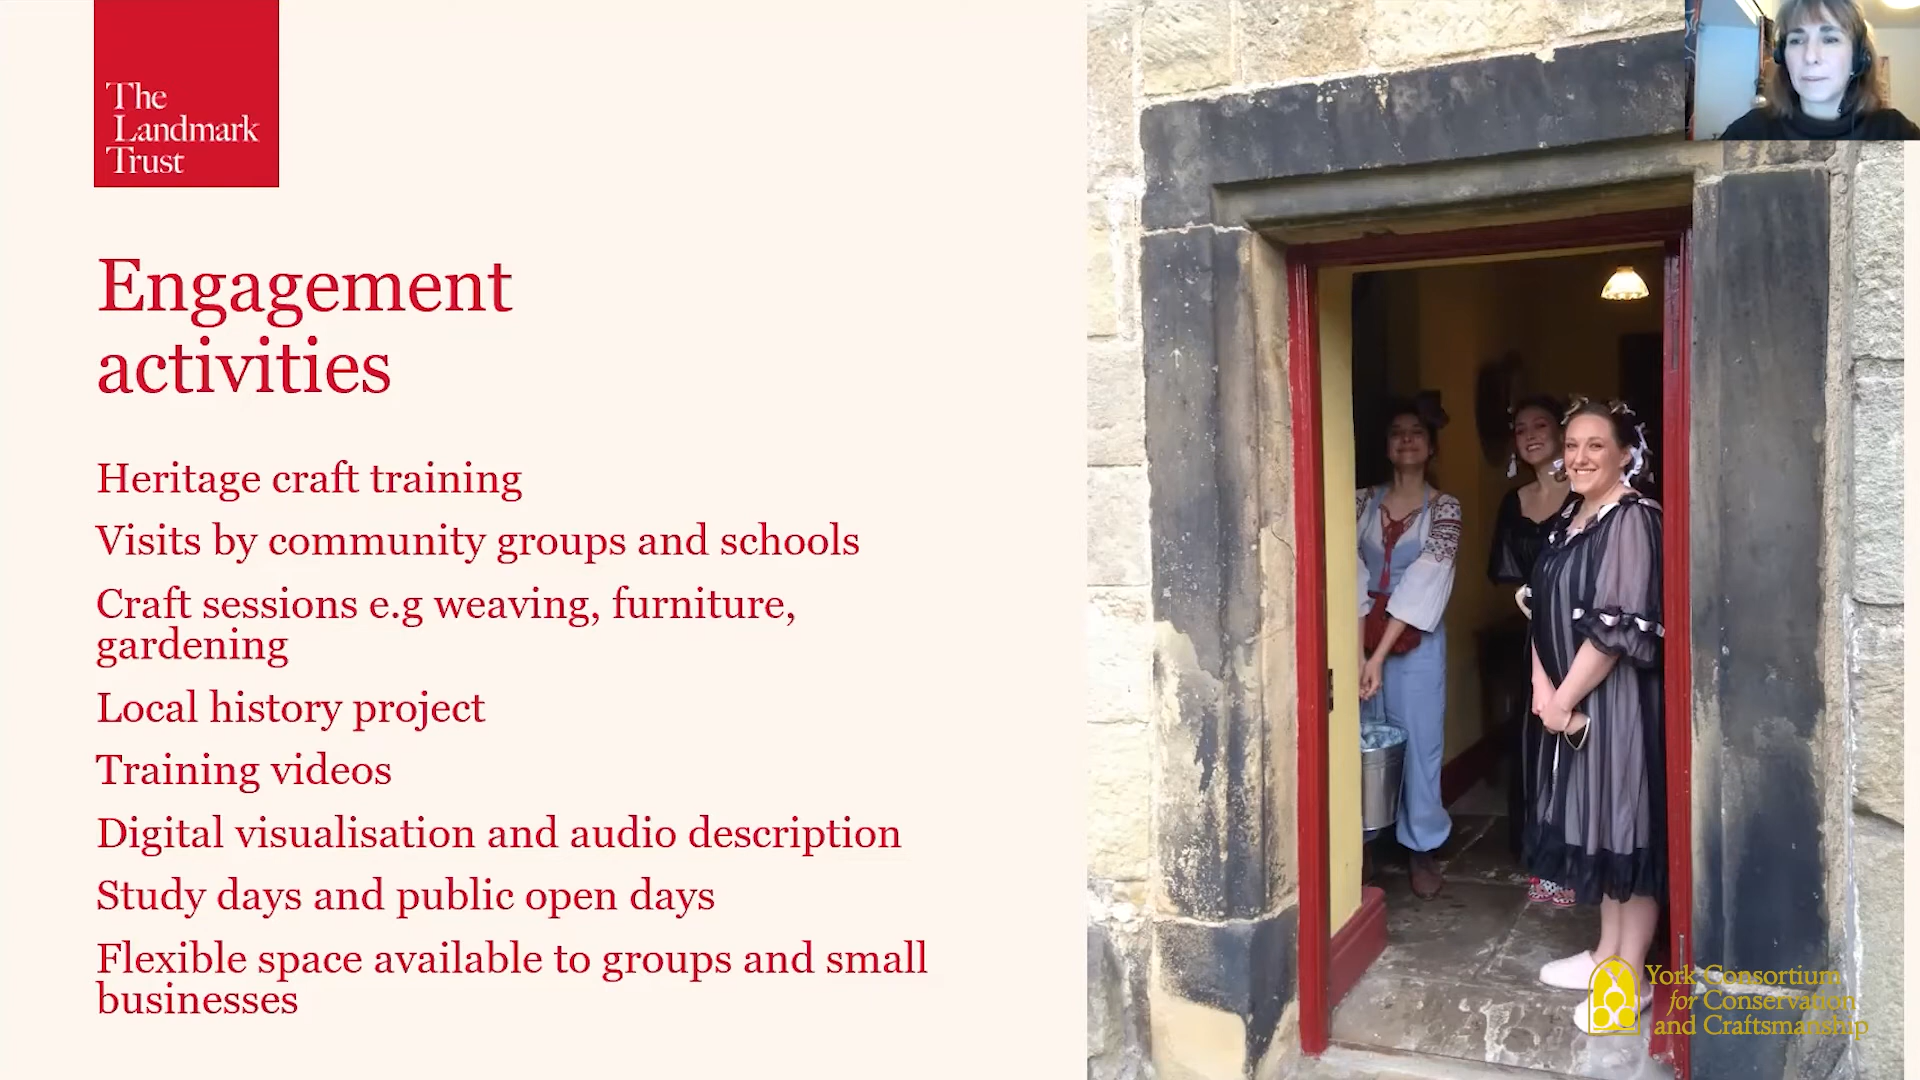 The
Landmark
Trust
Engagement
activities
Heritage craft training
Visits by community groups and schools
Craft sessions e.g weaving, furniture,
gardening
Local history project
Training videos
Digital visualisation and audio description
Study days and public open days
Flexible space available to groups and small
businesses
York Consortium
for Conservation
and Craftsmanship